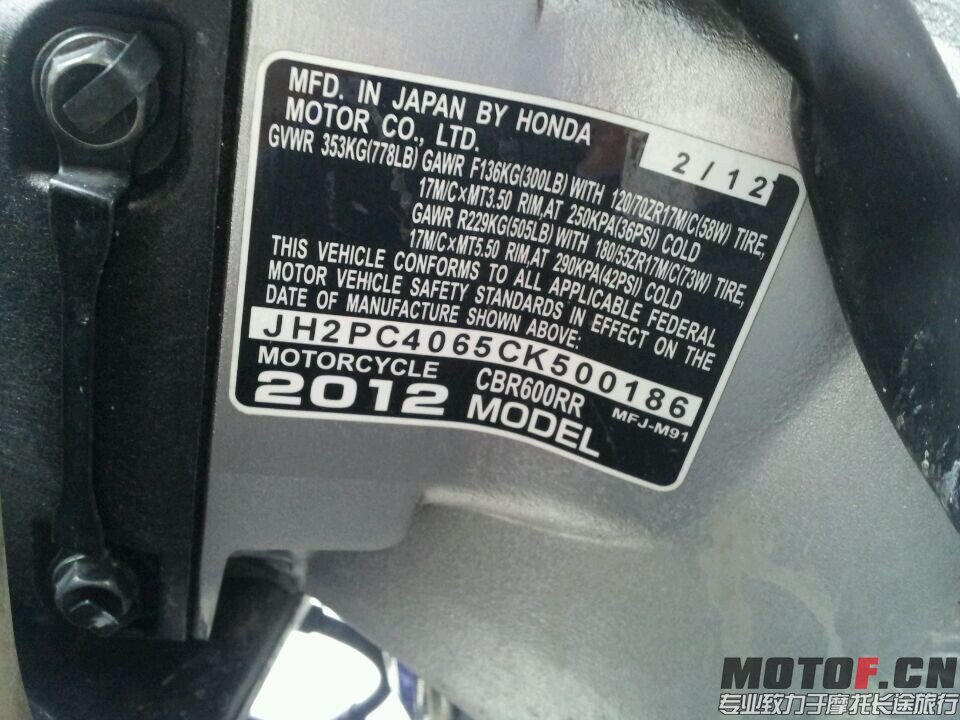 MFD. IN JAPAN BY HONDA
MOTOR CO., LTD.
2/12
GVWR 353KG(778LB) GAWR F136KG(300LB) WITH 120/70ZR17M/C(58W) TIRE,
17M/C×MT3.50 RIM,AT 250KPA(36PSI) COLD
GAWR R229KG(505LB) WITH 180/55ZR17M/C(73W) TIRE,
17M/C×MT5.50 RIM,AT 290KPA(42PSI) COLD
THIS VEHICLE CONFORMS TO ALL APPLICABLE FEDERAL
MOTOR VEHICLE SAFETY STANDARDS IN EFFECT ON THE
DATE OF MANUFACTURE SHOWN ABOVE:
JH2PC4065CK500186
MOTORCYCLE CBR600RR MFJ-M91
2012 MODEL
MOTOF.CN
专业致力于摩托长途旅行